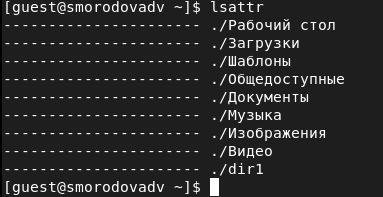 [guest@smorodovadv ~]$ lsattr
---------------------- ./Рабочий стол
---------------------- ./Загрузки
---------------------- ./Шаблоны
---------------------- ./Общедоступные
---------------------- ./Документы
---------------------- ./Музыка
---------------------- ./Изображения
---------------------- ./Видео
---------------------- ./dir1
[guest@smorodovadv ~]$